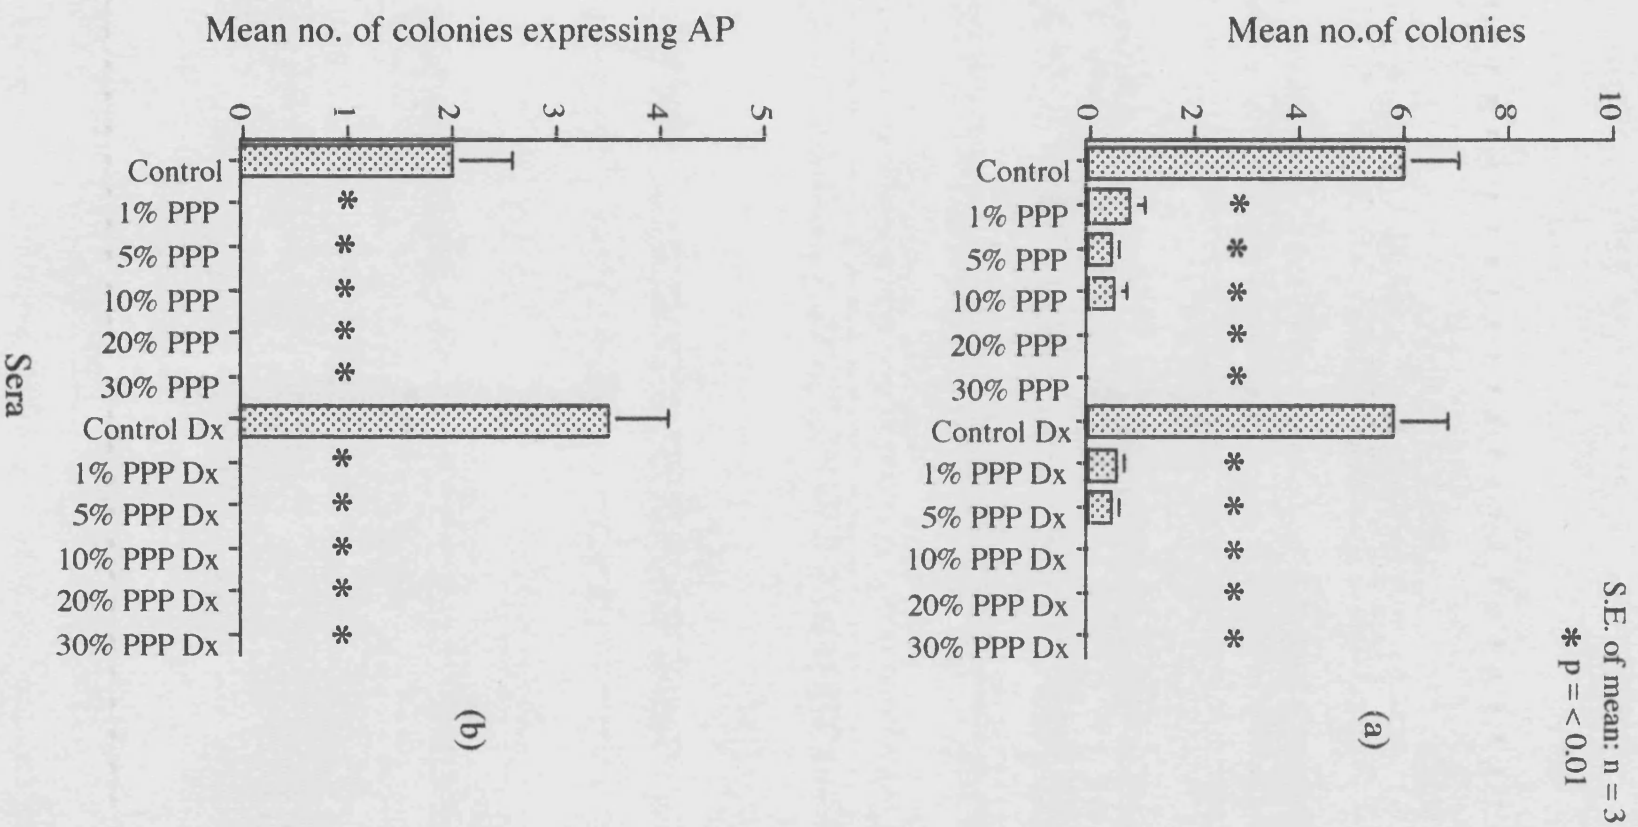 S.E. of mean: n = 3
* p = < 0.01
(a)
Mean no.of colonies
0
2
4
6
8
10
Control
1% PPP
5% PPP
10% PPP
20% PPP
30% PPP
Control Dx
1% PPP Dx
5% PPP Dx
10% PPP Dx
20% PPP Dx
30% PPP Dx
*
*
*
*
*
*
*
*
*
*
(b)
Mean no. of colonies expressing AP
0
1
2
3
4
5
Control
1% PPP
5% PPP
10% PPP
20% PPP
30% PPP
Control Dx
1% PPP Dx
5% PPP Dx
10% PPP Dx
20% PPP Dx
30% PPP Dx
*
*
*
*
*
*
*
*
*
*
Sera